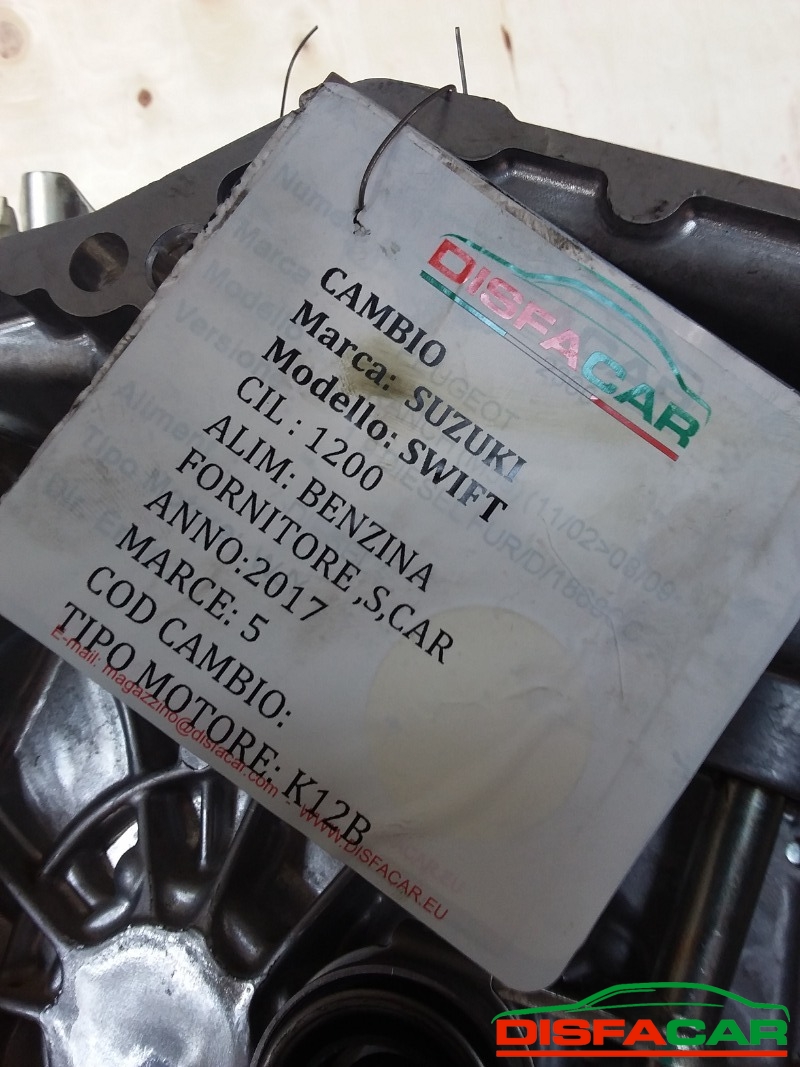 DISFACAR
CAMBIO
Marca: SUZUKI
Modello: SWIFT
CIL : 1200
ALIM: BENZINA
FORNITORE ,S,CAR
ANNO:2017
MARCE: 5
COD CAMBIO:
TIPO MOTORE: K12B
E-mail: magazzino@disfacar.com - WWW.DISFACAR.EU
DISFACAR